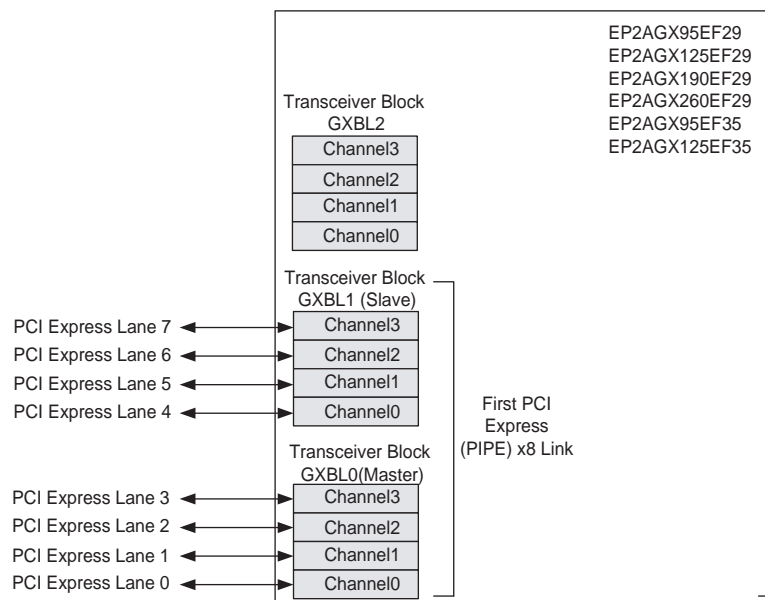 EP2AGX95EF29
EP2AGX125EF29
EP2AGX190EF29
EP2AGX260EF29
EP2AGX95EF35
EP2AGX125EF35
Transceiver Block
GXBL2
Channel3
Channel2
Channel1
Channel0
Transceiver Block
GXBL1 (Slave)
PCI Express Lane 7
Channel3
PCI Express Lane 6
Channel2
PCI Express Lane 5
Channel1
PCI Express Lane 4
Channel0
First PCI
Express
(PIPE) x8 Link
Transceiver Block
GXBL0(Master)
PCI Express Lane 3
Channel3
PCI Express Lane 2
Channel2
PCI Express Lane 1
Channel1
PCI Express Lane 0
Channel0